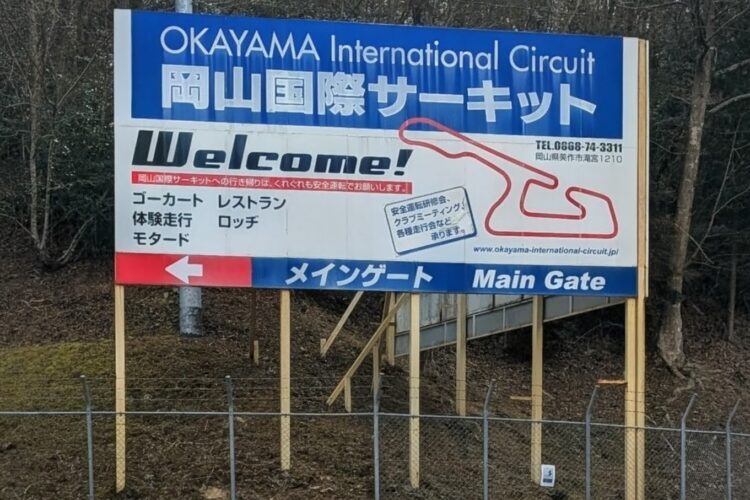 OKAYAMA International Circuit
岡山国際サーキット
Welcome!
岡山国際サーキットへの行き帰りは、くれぐれも安全運転でお願いします。
ゴーカート レストラン
体験走行 ロッヂ
モタード
安全運転研修会、
クラブミーティング、
各種走行会など
承ります。
TEL.0868-74-3311
岡山県美作市滝宮1210
www.okayama-international-circuit.jp/
メインゲート Main Gate